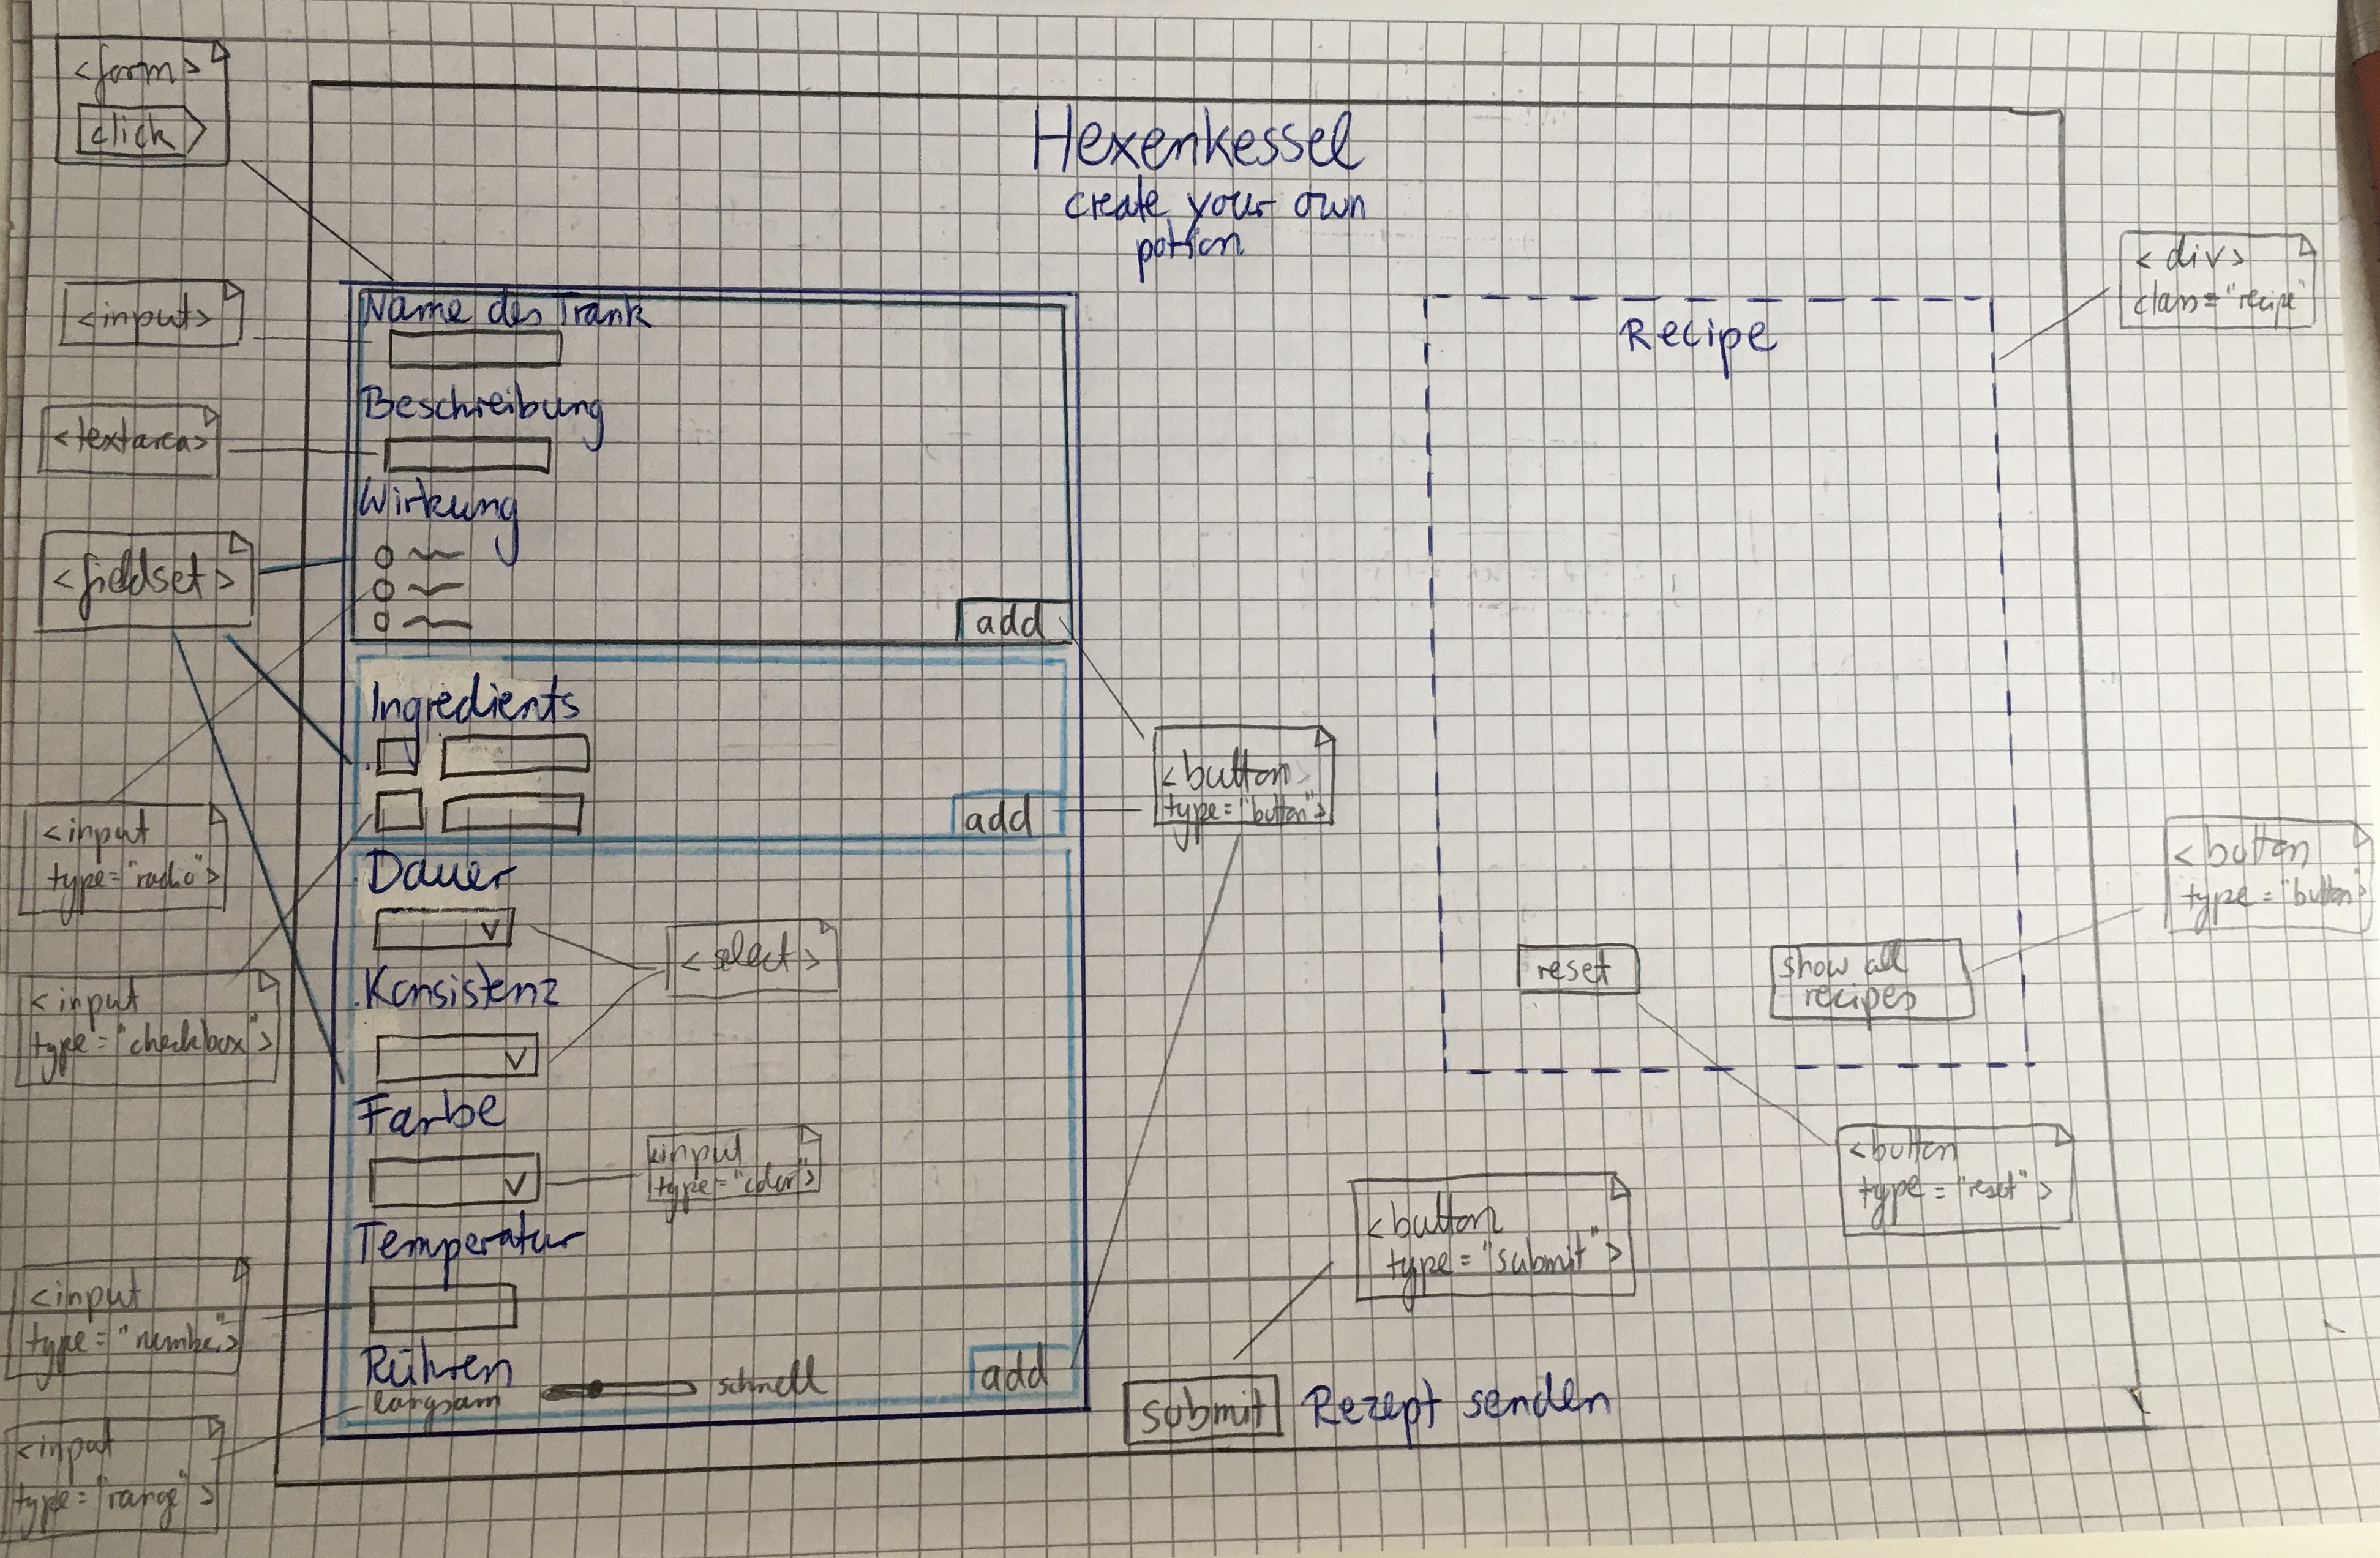 <form>
click
Hexenkessel
create your own
potion
<div>
class="recipe"
<input>
Name des Trank
Recipe
Beschreibung
<textarea>
Wirkung
<fieldset>
add
Ingredients
<button>
type="button">
add
<input
type="radio">
Dauer
<button
type="button">
<select>
reset
show all
recipes
Konsistenz
<input
type="checkbox">
Farbe
<input
type="color">
<button
type="reset">
<button
type="submit">
Temperatur
<input
type="number">
Rühren
langsam
schnell
add
submit
Rezept senden
<input
type="range">